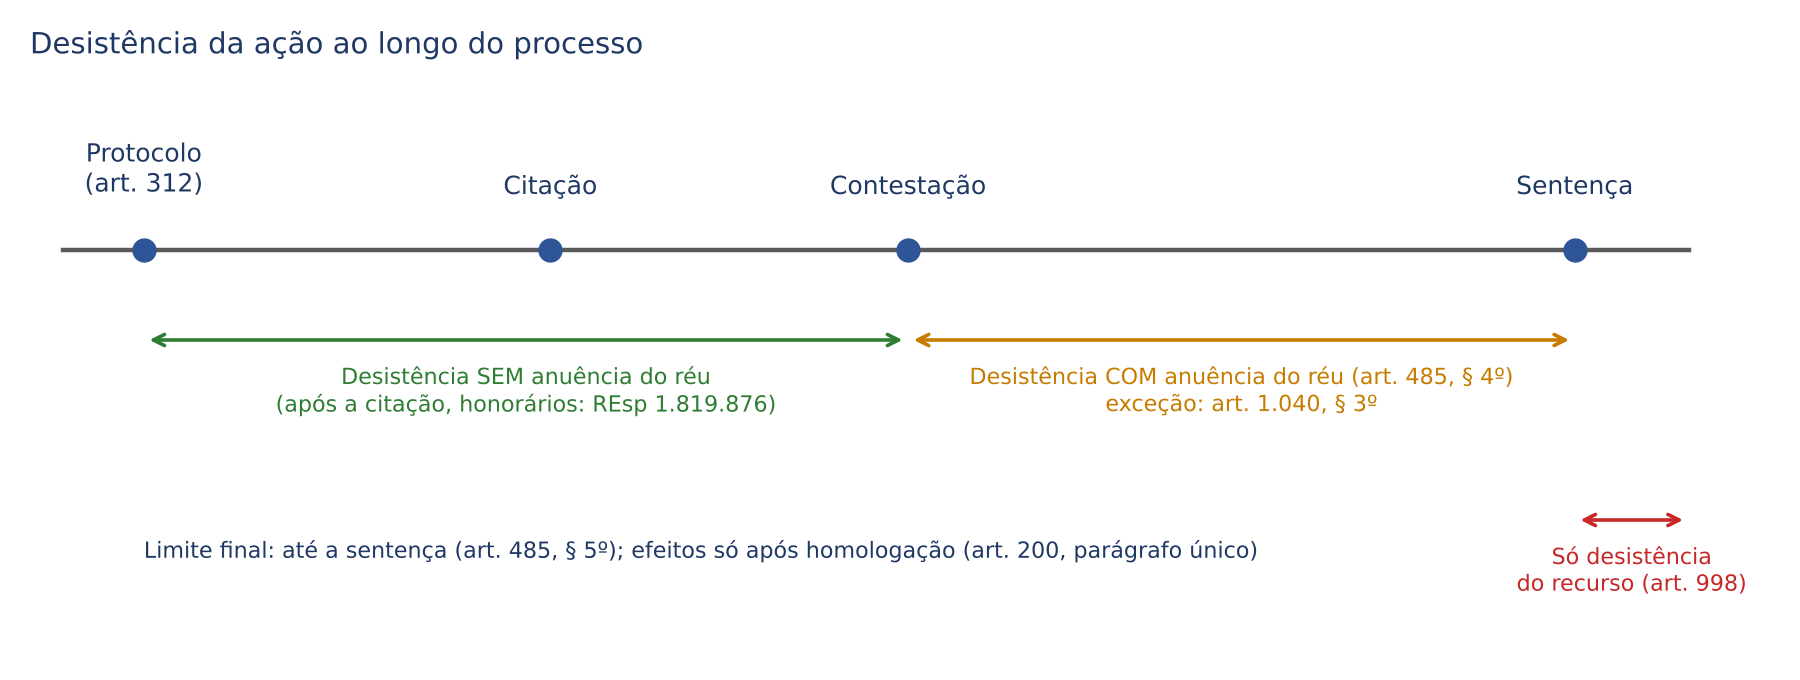 Desistência da ação ao longo do processo
Protocolo
(art. 312)
Citação
Contestação
Sentença
Desistência SEM anuência do réu
(após a citação, honorários: REsp 1.819.876)
Desistência COM anuência do réu (art. 485, § 4º)
exceção: art. 1.040, § 3º
Limite final: até a sentença (art. 485, § 5º); efeitos só após homologação (art. 200, parágrafo único)
Só desistência
do recurso (art. 998)